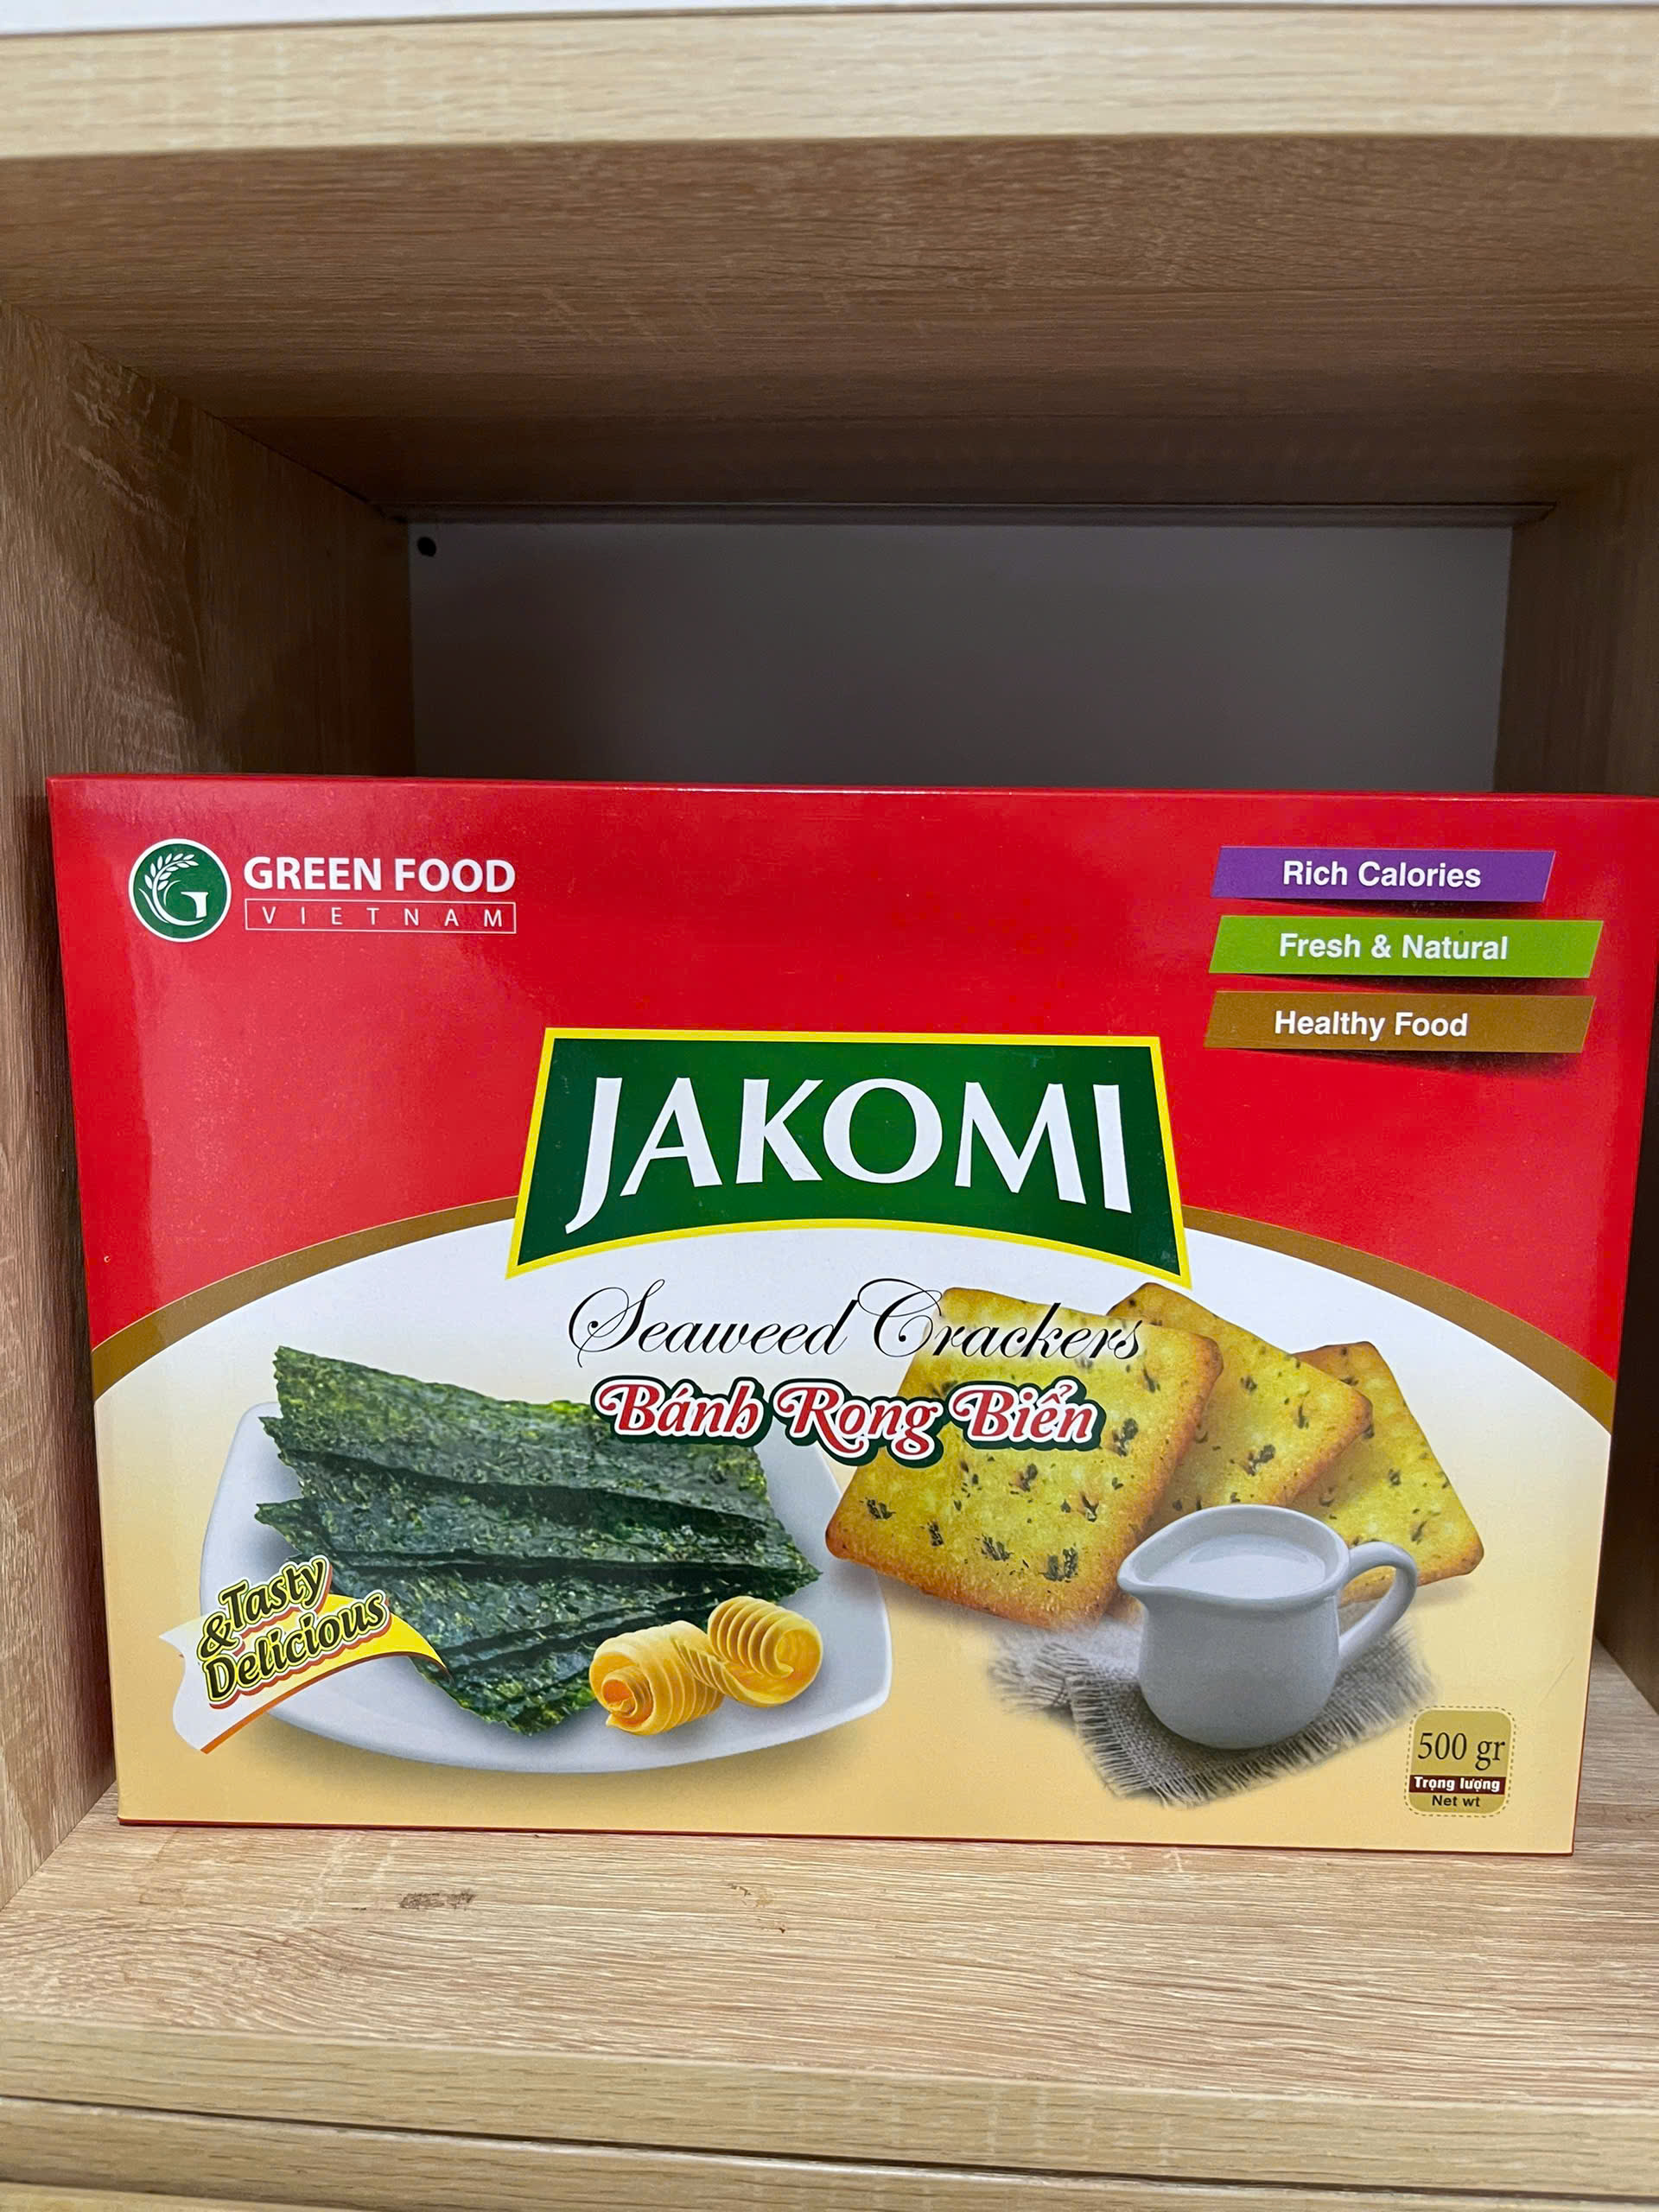 GREEN FOOD
VIETNAM
Rich Calories
Fresh & Natural
Healthy Food
JAKOMI
Seaweed Crackers
Bánh Rong Biển
Tasty
& Delicious
500 gr
Trọng lượng
Net wt